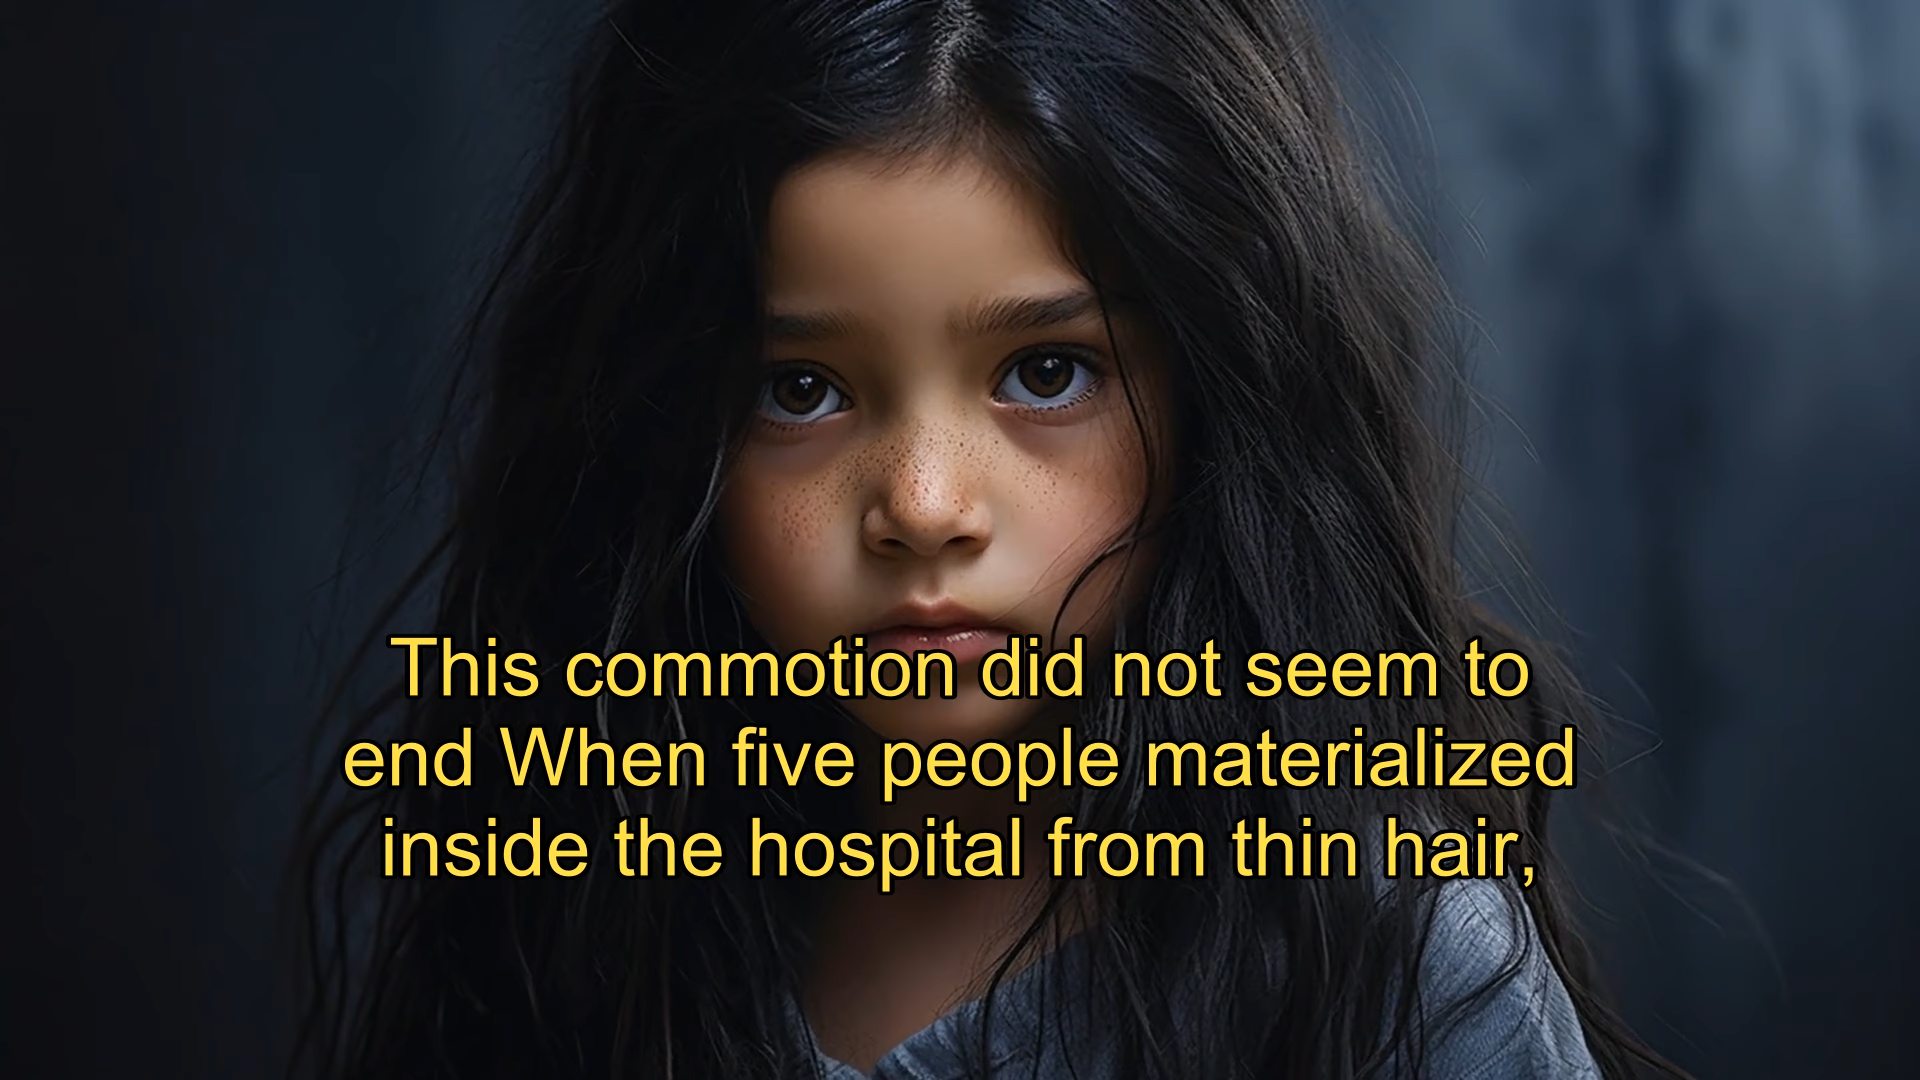 This commotion did not seem to
end When five people materialized
inside the hospital from thin hair,